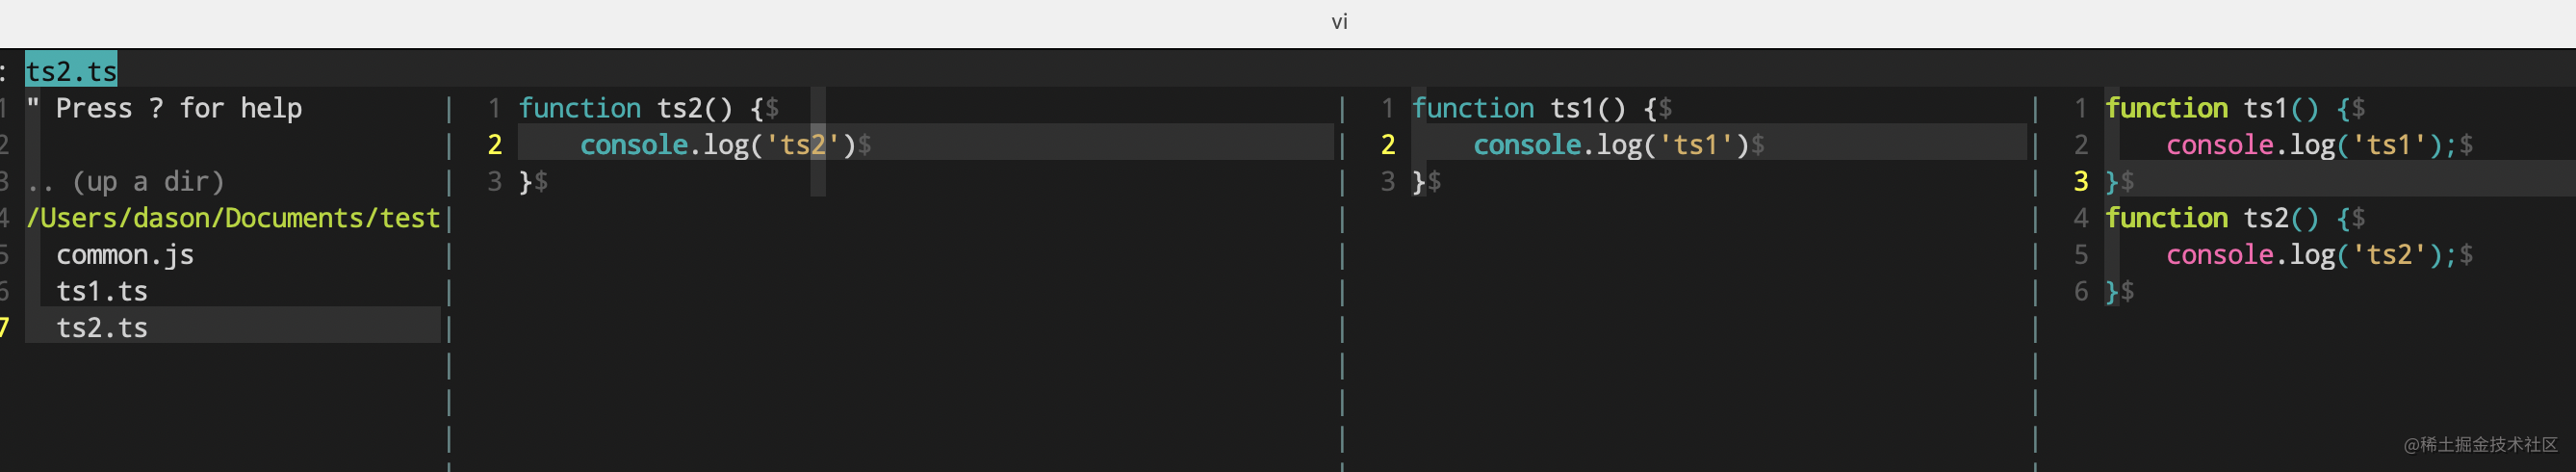 vi
: ts2.ts
1 " Press ? for help
2
3 .. (up a dir)
4 /Users/dason/Documents/test
5 common.js
6 ts1.ts
7 ts2.ts
1 function ts2() {$
2 console.log('ts2')$
3 }$
1 function ts1() {$
2 console.log('ts1')$
3 }$
1 function ts1() {$
2 console.log('ts1');$
3 }$
4 function ts2() {$
5 console.log('ts2');$
6 }$
@稀土掘金技术社区